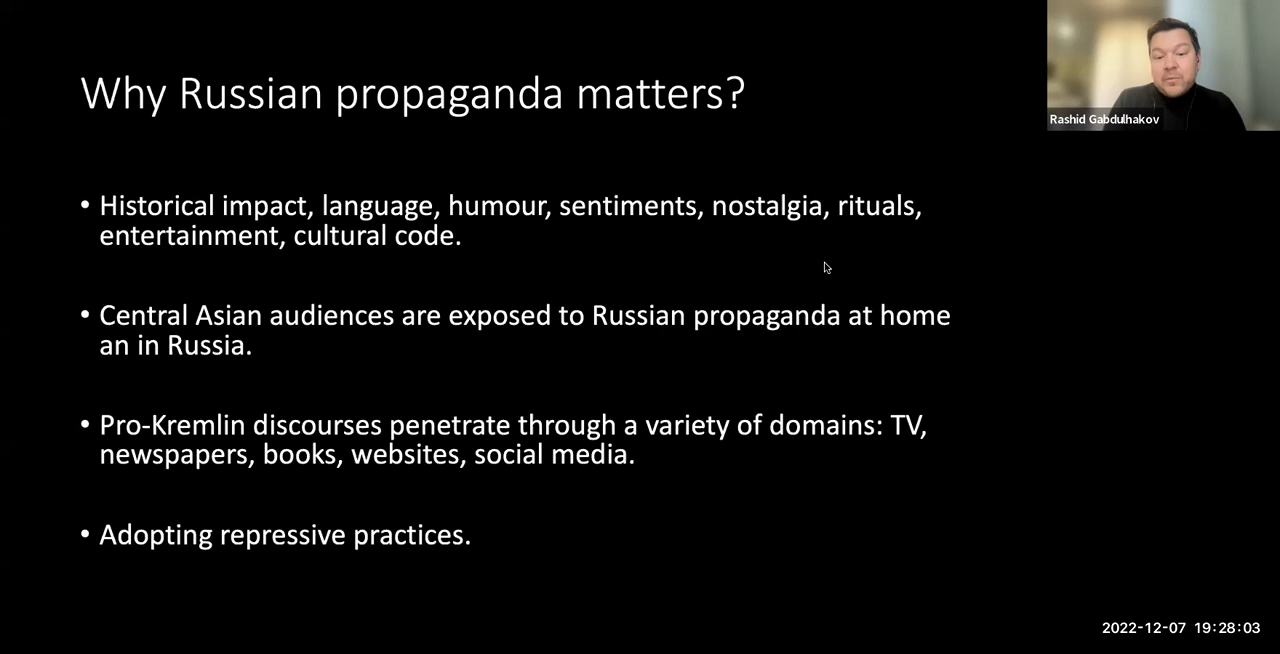 Why Russian propaganda matters?
Rashid Gabdulhakov
• Historical impact, language, humour, sentiments, nostalgia, rituals,
entertainment, cultural code.
• Central Asian audiences are exposed to Russian propaganda at home
an in Russia.
• Pro-Kremlin discourses penetrate through a variety of domains: TV,
newspapers, books, websites, social media.
• Adopting repressive practices.
2022-12-07 19:28:03